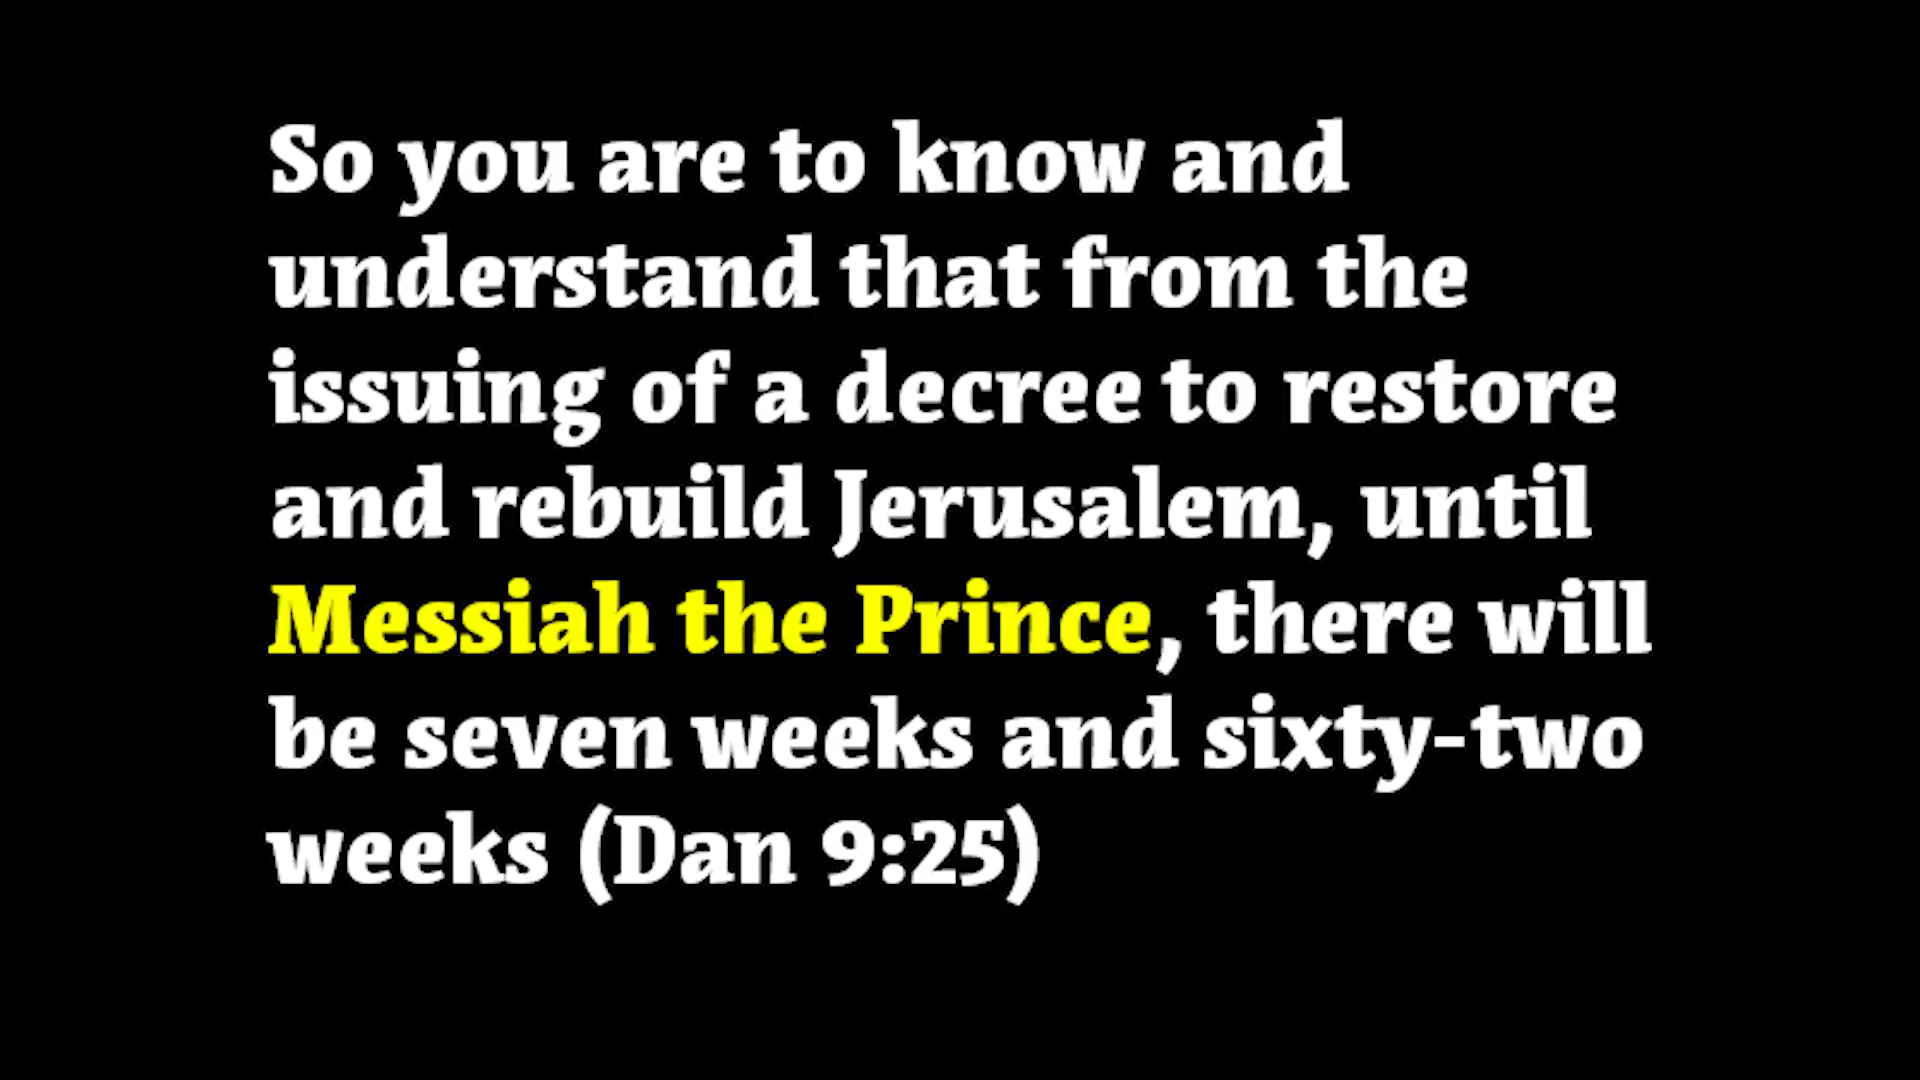 So you are to know and
understand that from the
issuing of a decree to restore
and rebuild Jerusalem, until
Messiah the Prince, there will
be seven weeks and sixty-two
weeks (Dan 9:25)